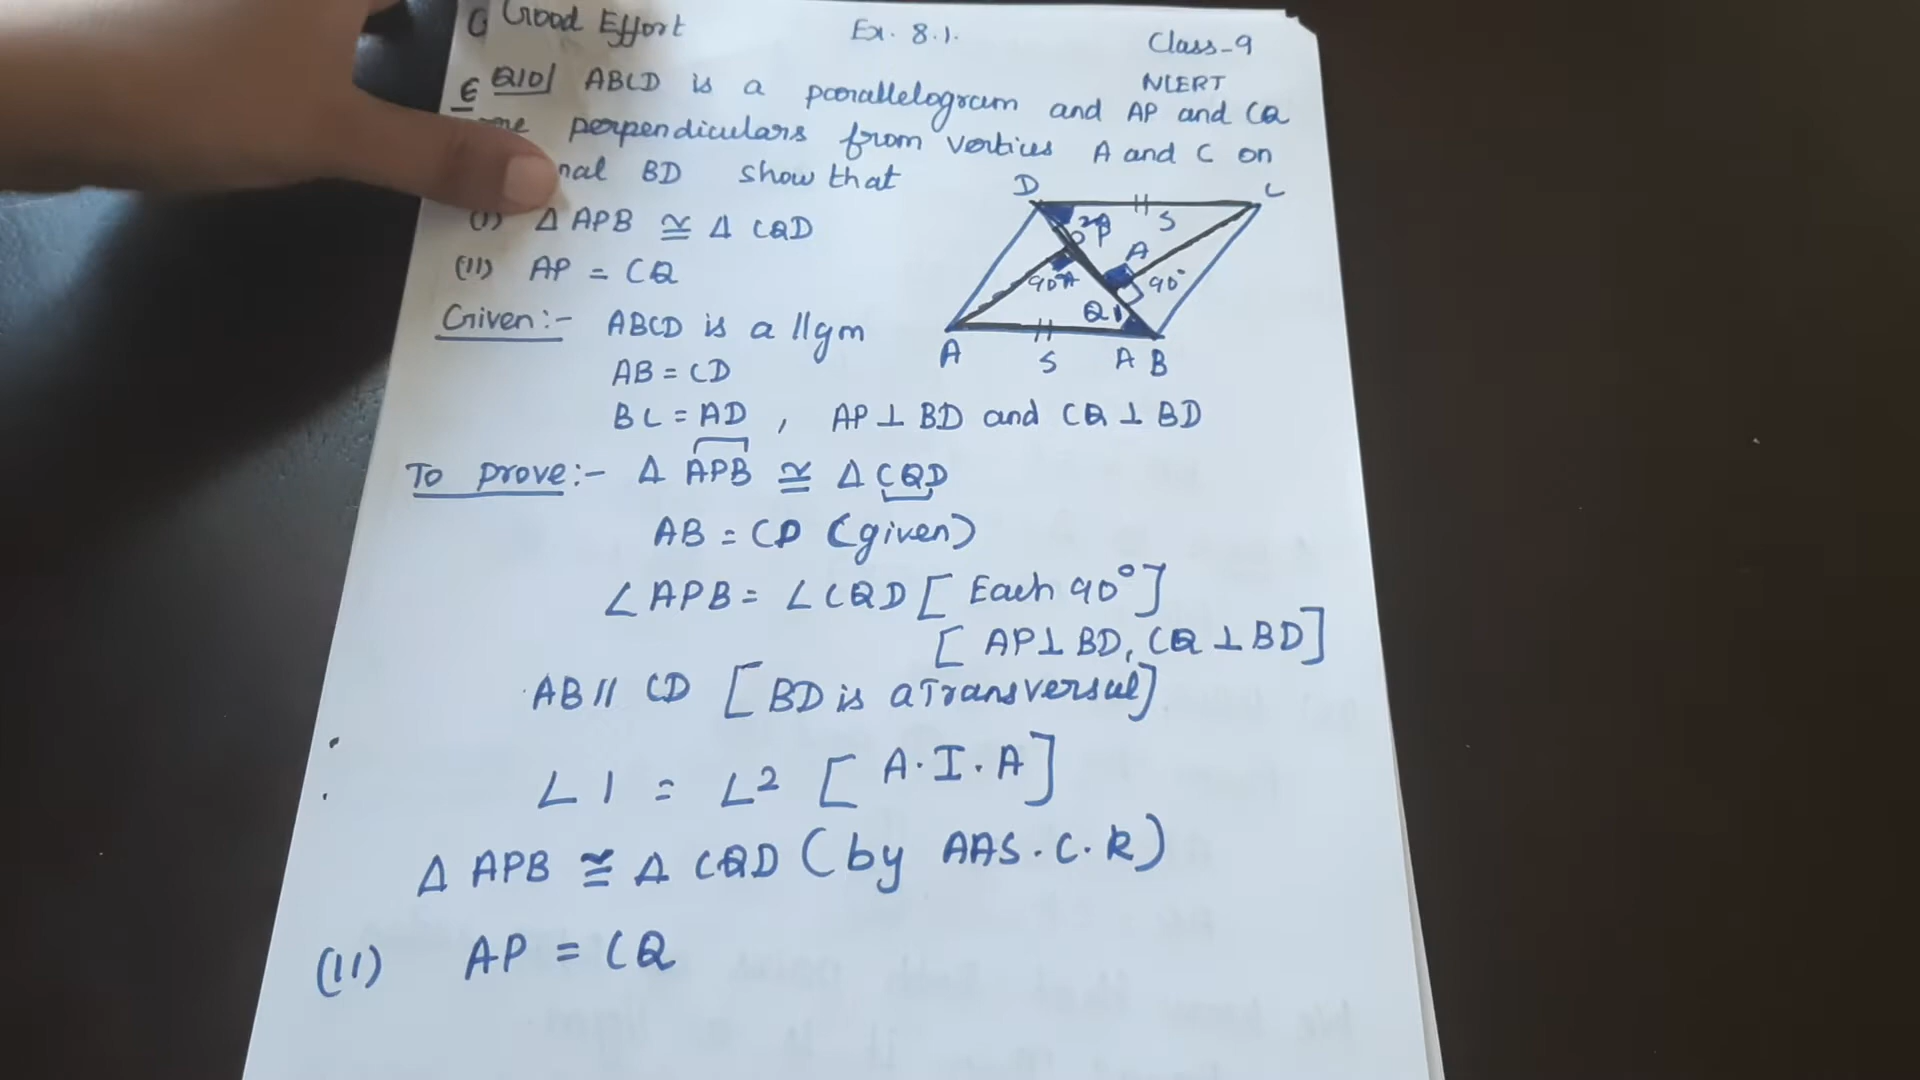 Good Effort Ex. 8.1. Class-9
NCERT
Q10/ ABCD is a parallelogram and AP and CQ
perpendiculars from vertices A and C on
nal BD show that
(I) Δ APB ≅ Δ CQD
(II) AP = CQ
D C
S
2A
P
A
90°A 90°
Q1
A S A B
Given:- ABCD is a ||gm
AB = CD
BC = AD , AP ⊥ BD and CQ ⊥ BD
To prove:- Δ APB ≅ Δ CQD
AB = CD (given)
∠APB = ∠CQD [Each 90°]
[AP⊥BD, CQ⊥BD]
AB || CD [BD is a Transversal]
∠1 = ∠2 [A.I.A]
Δ APB ≅ Δ CQD (by AAS.C.R)
(II) AP = CQ